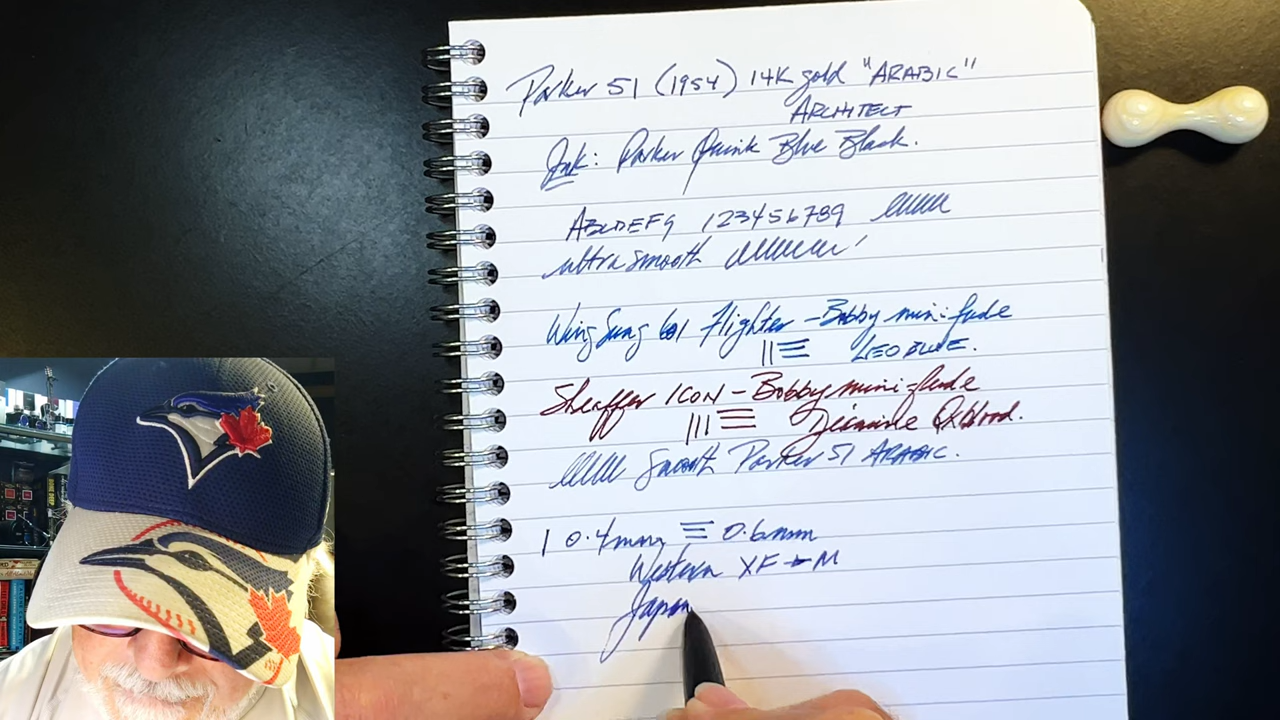 Parker 51 (1954) 14K gold "ARABIC"
ARCHITECT
Ink: Parker Quink Blue Black.
ABCDEFG 123456789
ultra smooth
Wing Sung 601 Flighter - Bobby mini fude
LEO BLUE.
Sheaffer ICON - Bobby mini fude
Diamine Oxblood.
Smooth Parker 51 ARABIC.
| 0.4mm ☰ 0.6mm
Western XF - M
Japan